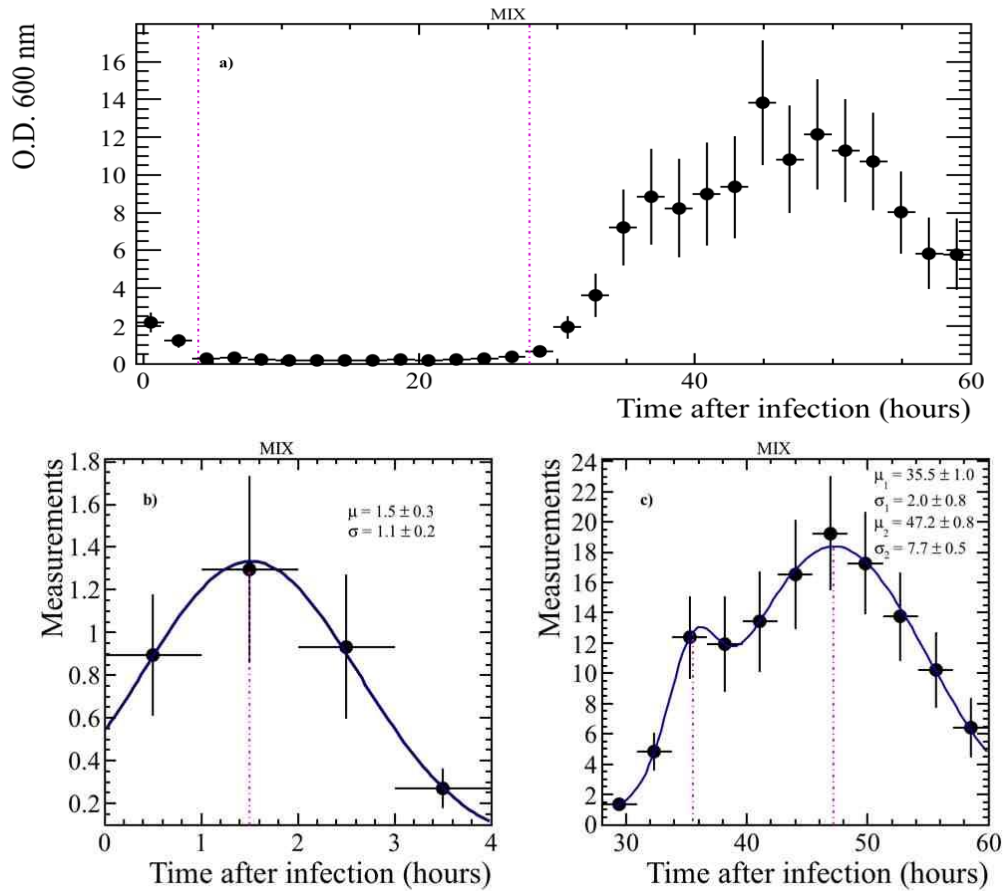 MIX
a)
O.D. 600 nm
16
14
12
10
8
6
4
2
0
0 20 40 60
Time after infection (hours)
MIX
b)
μ = 1.5 ± 0.3
σ = 1.1 ± 0.2
Measurements
1.8
1.6
1.4
1.2
1
0.8
0.6
0.4
0.2
0 1 2 3 4
Time after infection (hours)
MIX
c)
μ1 = 35.5 ± 1.0
σ1 = 2.0 ± 0.8
μ2 = 47.2 ± 0.8
σ2 = 7.7 ± 0.5
Measurements
24
22
20
18
16
14
12
10
8
6
4
2
0
30 40 50 60
Time after infection (hours)